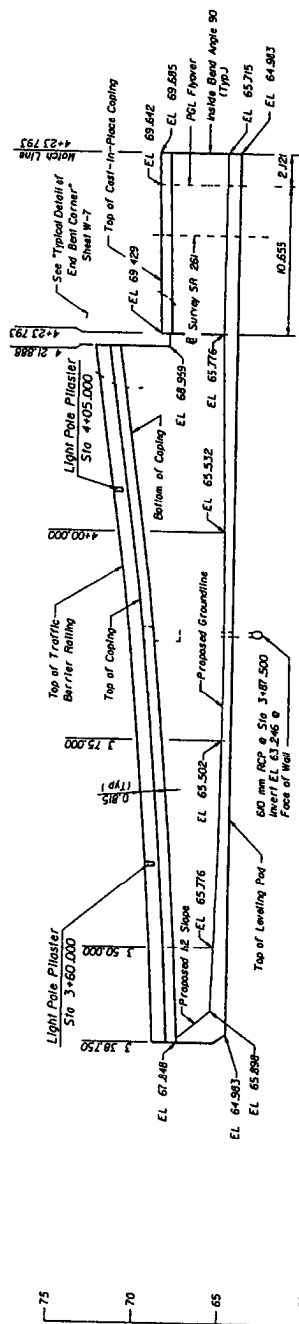 75
70
65
3 38.750
Light Pole Pilaster
Sta 3+60.000
3 50.000
0.815
(Typ)
3 75.000
Top of Traffic
Barrier Railing
Top of Coping
Light Pole Pilaster
Sta 4+05.000
4+00.000
Bottom of Coping
4 21.888
4+23.793
See "Typical Detail of
End Bent Corner"
Sheet W-7
Top of Cast-In-Place Coping
Match Line
4+23.793
EL 69.642
EL 69.685
PGL Flyover
Inside Bend Angle 90
(Typ.)
EL 65.715
EL 64.983
EL 69.429
℄ Survey SR 261
EL 68.959
EL 65.776
EL 65.532
2.121
10.655
EL 67.848
Proposed 1:2 Slope
EL 65.776
EL 65.502
Proposed Groundline
EL 64.983
EL 65.898
Top of Leveling Pad
610 mm RCP @ Sta 3+87.500
Invert EL 63.246 @
Face of Wall